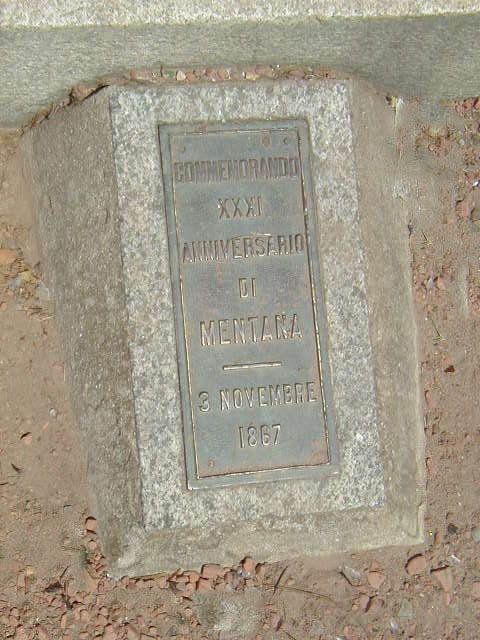 COMMEMORANDO
XXXI
ANNIVERSARIO
DI
MENTANA
3 NOVEMBRE
1867